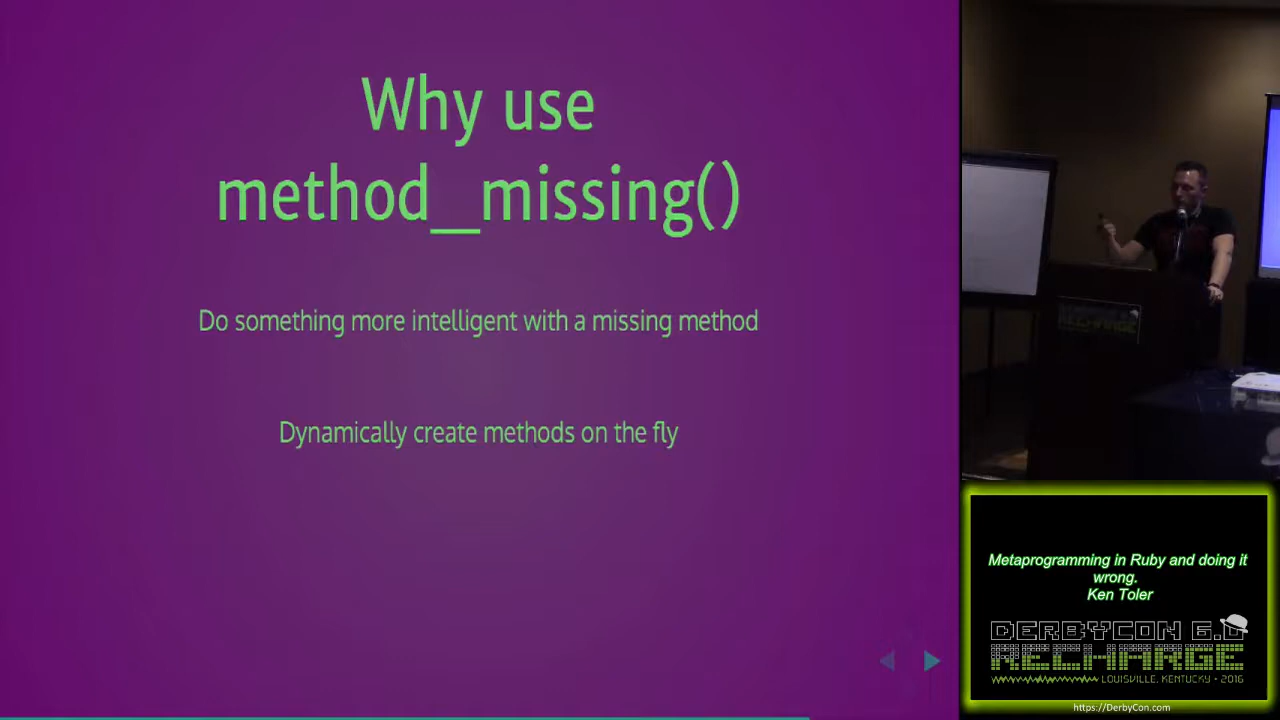 Why use
method_missing()
Do something more intelligent with a missing method
Dynamically create methods on the fly
RECHARGE
Metaprogramming in Ruby and doing it
wrong.
Ken Toler
DERBYCON 6.0
RECHARGE
LOUISVILLE, KENTUCKY • 2016
https://DerbyCon.com